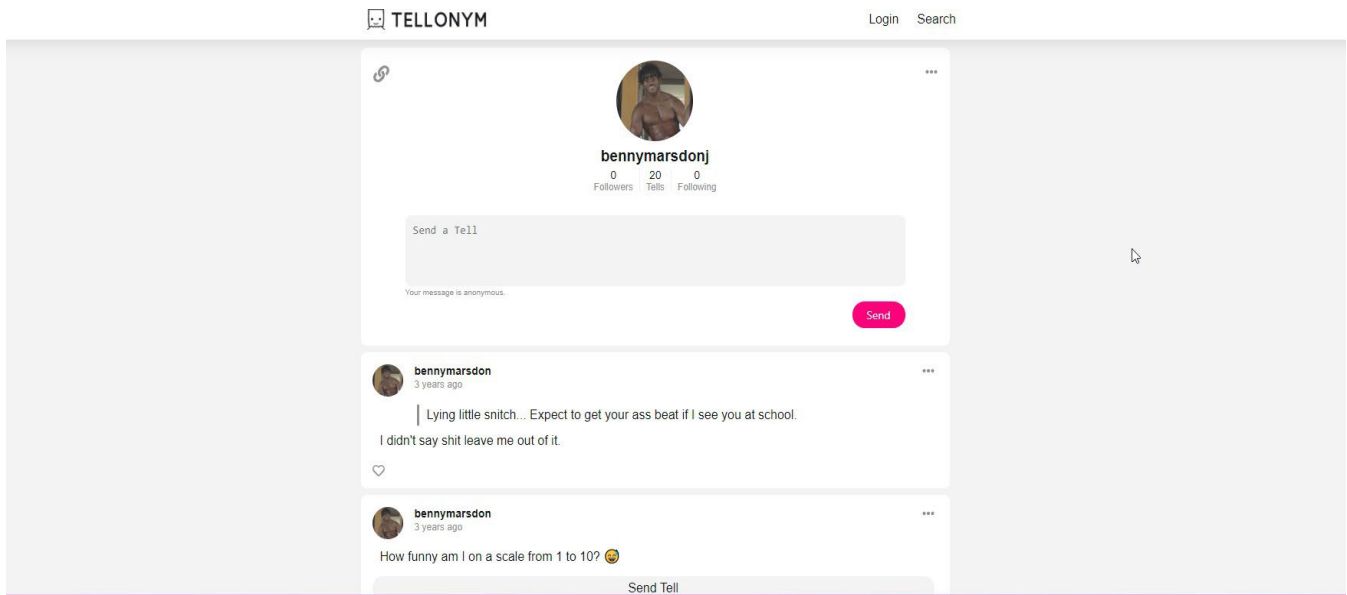 TELLONYM
Login Search
bennymarsdonj
0 20 0
Followers Tells Following
Send a Tell
Your message is anonymous.
Send
bennymarsdon
3 years ago
Lying little snitch... Expect to get your ass beat if I see you at school.
I didn't say shit leave me out of it.
bennymarsdon
3 years ago
How funny am I on a scale from 1 to 10? 😅
Send Tell